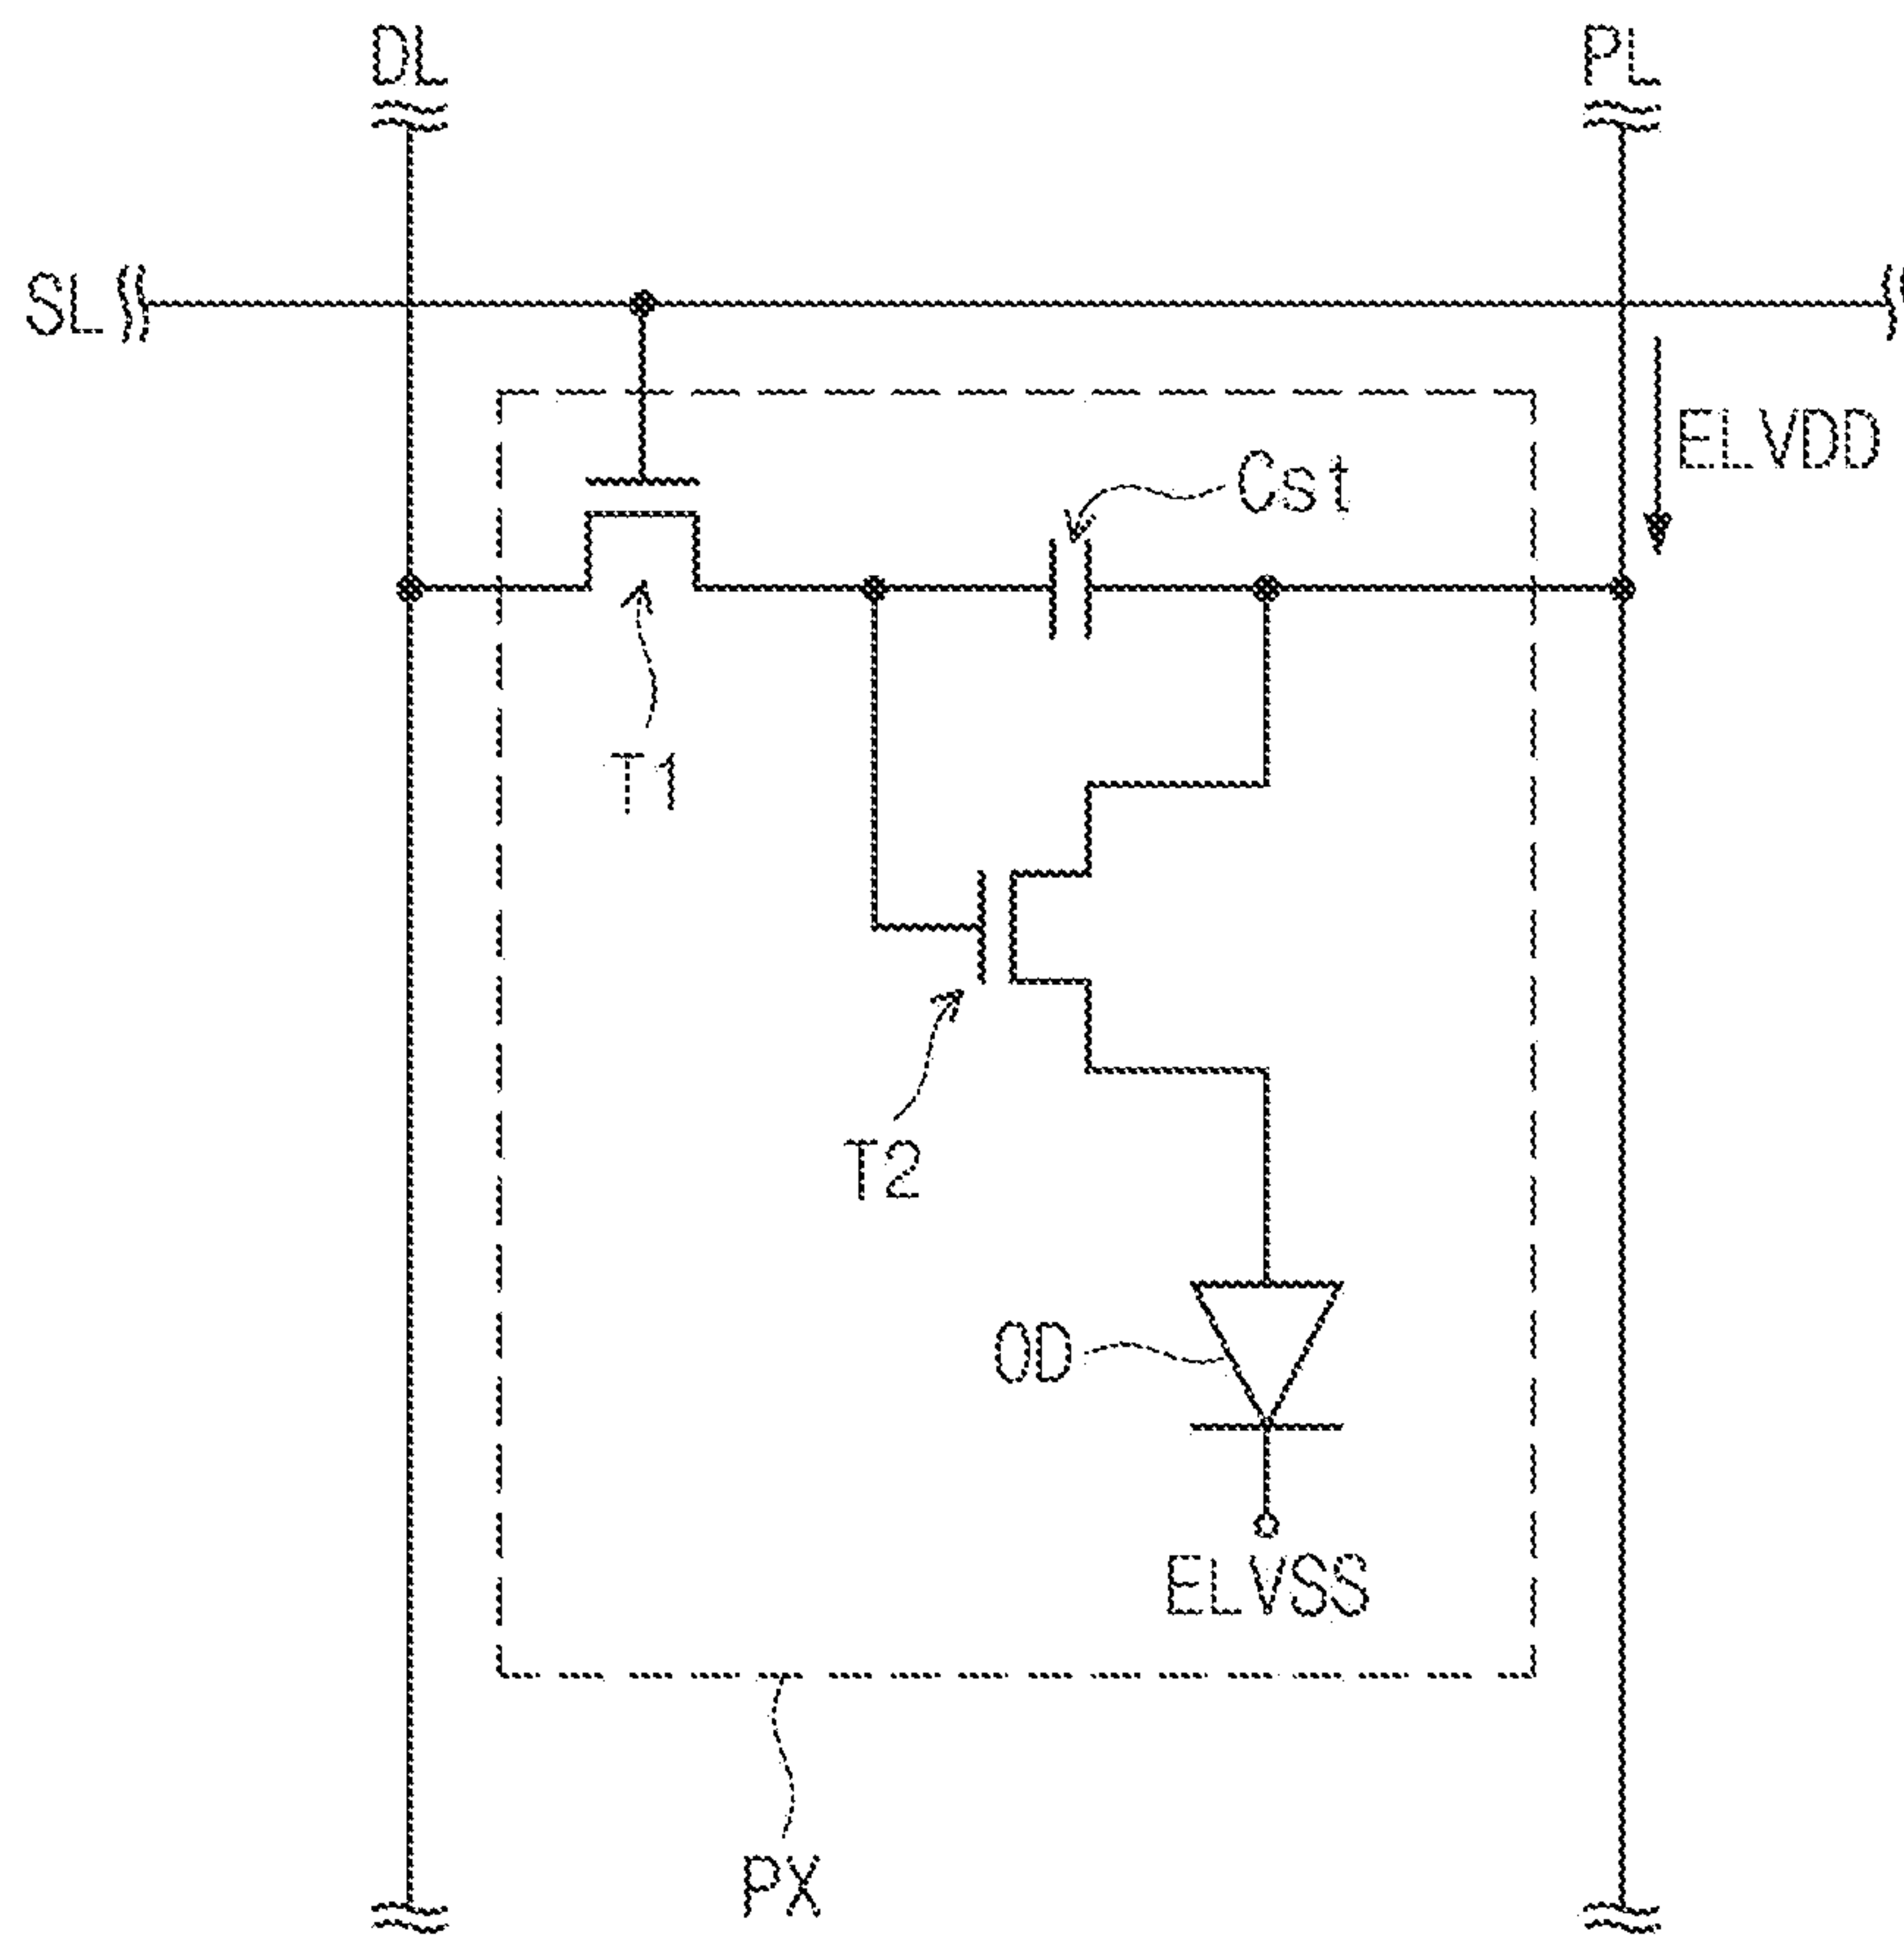 DL
PL
SL
ELVDD
Cst
T1
T2
OD
ELVSS
PX